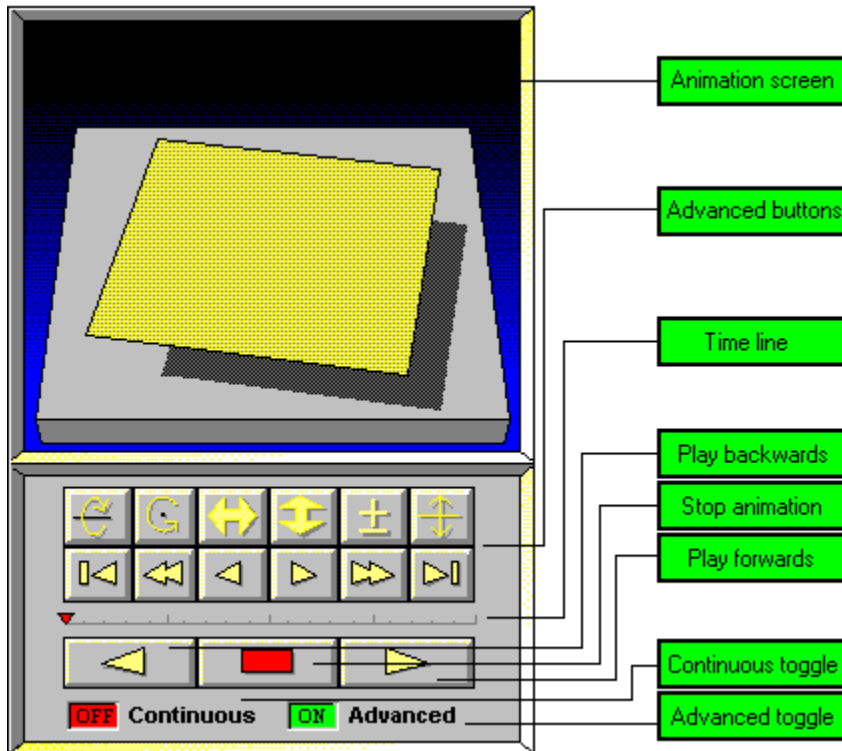 Animation screen
Advanced buttons
Time line
Play backwards
Stop animation
Play forwards
Continuous toggle
Advanced toggle
OFF Continuous ON Advanced